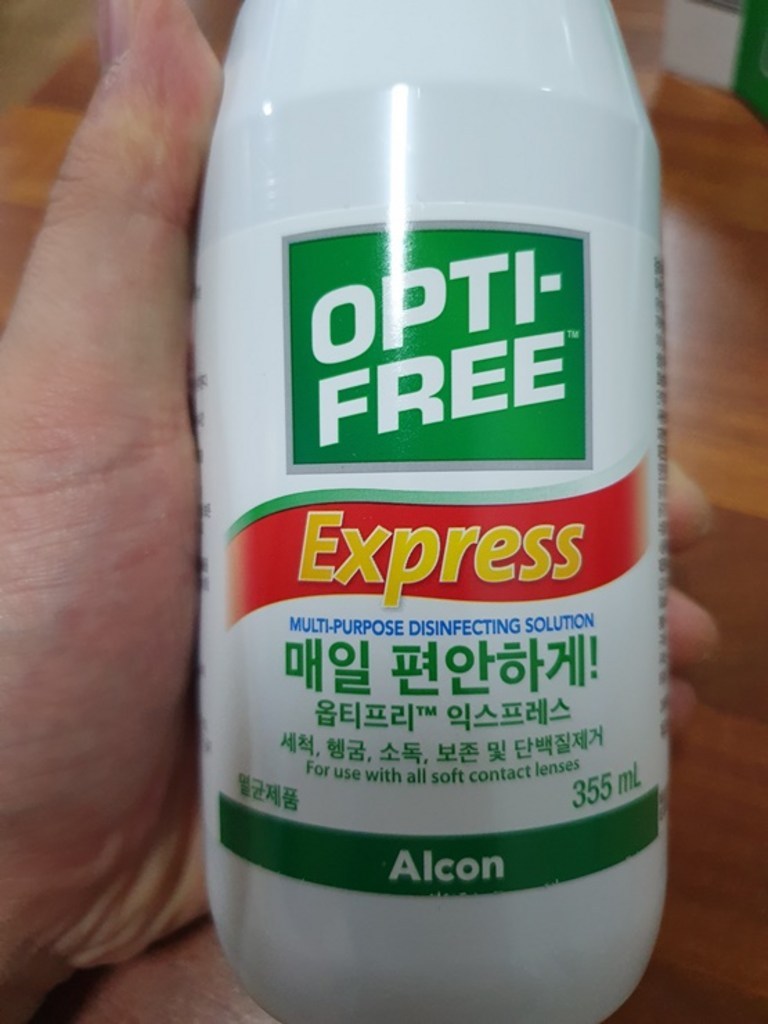 OPTI-
FREE™
Express
MULTI-PURPOSE DISINFECTING SOLUTION
매일 편안하게!
옵티프리™ 익스프레스
세척, 헹굼, 소독, 보존 및 단백질제거
For use with all soft contact lenses
멸균제품
355 mL
Alcon